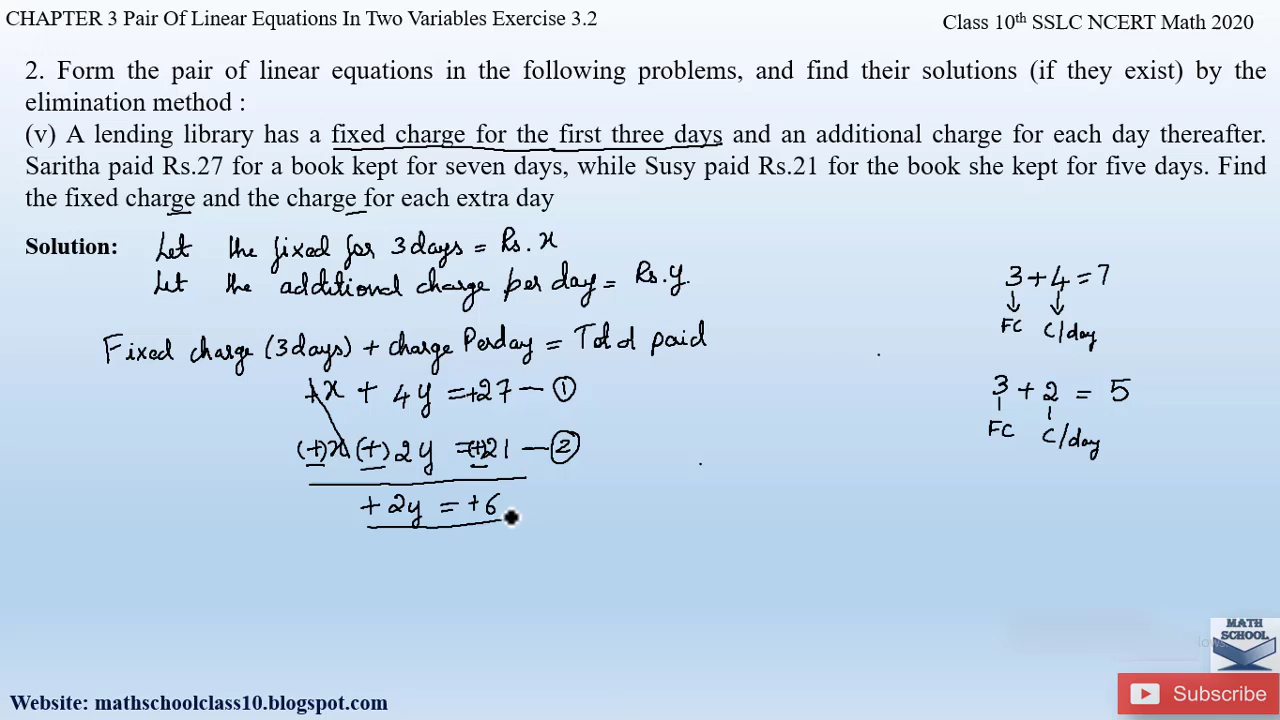 CHAPTER 3 Pair Of Linear Equations In Two Variables Exercise 3.2
Class 10th SSLC NCERT Math 2020
2. Form the pair of linear equations in the following problems, and find their solutions (if they exist) by the
elimination method :
(v) A lending library has a fixed charge for the first three days and an additional charge for each day thereafter.
Saritha paid Rs.27 for a book kept for seven days, while Susy paid Rs.21 for the book she kept for five days. Find
the fixed charge and the charge for each extra day
Solution:
Let the fixed for 3 days = Rs. x
Let the additional charge per day = Rs. y.
Fixed charge (3 days) + charge Per day = Total paid
+x + 4y = +27 — ①
(+)x (+) 2y = (+)21 — ②
+ 2y = +6
3 + 4 = 7
FC C/day
3 + 2 = 5
FC C/day
MATH
SCHOOL
Website: mathschoolclass10.blogspot.com
Subscribe